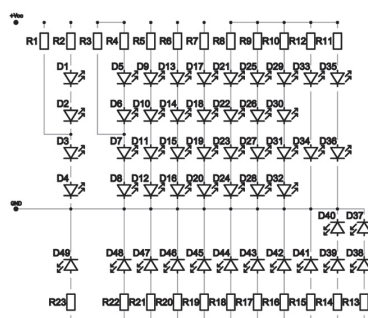 +Vcc
R1 R2 R3 R4 R5 R6 R7 R8 R9 R10 R12 R11
D1 D5 D9 D13 D17 D21 D25 D29 D33 D35
D2 D6 D10 D14 D18 D22 D26 D30
D3 D7 D11 D15 D19 D23 D27 D31 D34 D36
D4 D8 D12 D16 D20 D24 D28 D32
GND
D40 D37
D49 D48 D47 D46 D45 D44 D43 D42 D41 D39 D38
R23 R22 R21 R20 R19 R18 R17 R16 R15 R14 R13